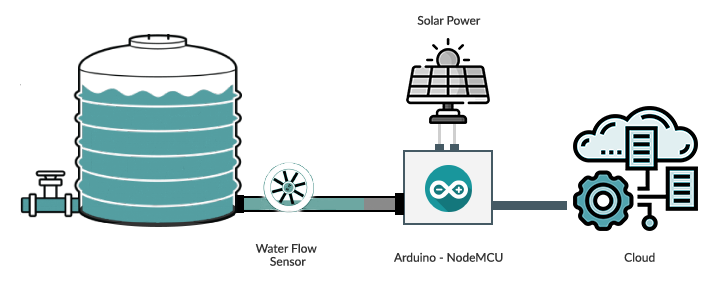 Solar Power
Water Flow
Sensor
Arduino - NodeMCU
Cloud